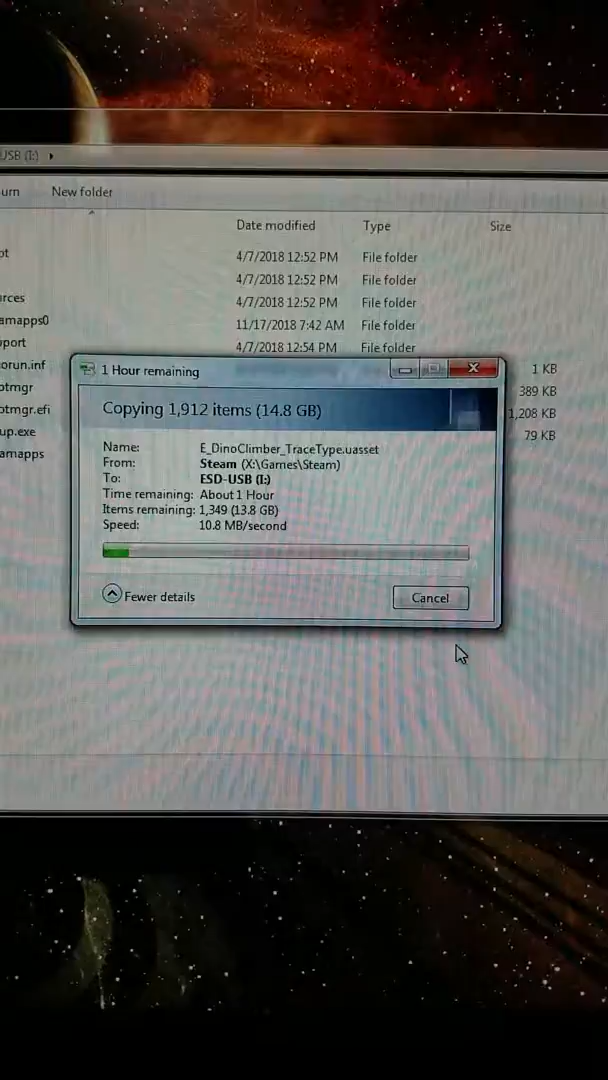 USB (I:)
urn New folder
Date modified Type Size
ot 4/7/2018 12:52 PM File folder
4/7/2018 12:52 PM File folder
rces 4/7/2018 12:52 PM File folder
amapps0 11/17/2018 7:42 AM File folder
pport 4/7/2018 12:54 PM File folder
orun.inf 1 KB
otmgr 389 KB
otmgr.efi 1,208 KB
up.exe 79 KB
amapps
1 Hour remaining
Copying 1,912 items (14.8 GB)
Name: E_DinoClimber_TraceType.uasset
From: Steam (X:\Games\Steam)
To: ESD-USB (I:)
Time remaining: About 1 Hour
Items remaining: 1,349 (13.8 GB)
Speed: 10.8 MB/second
Fewer details Cancel